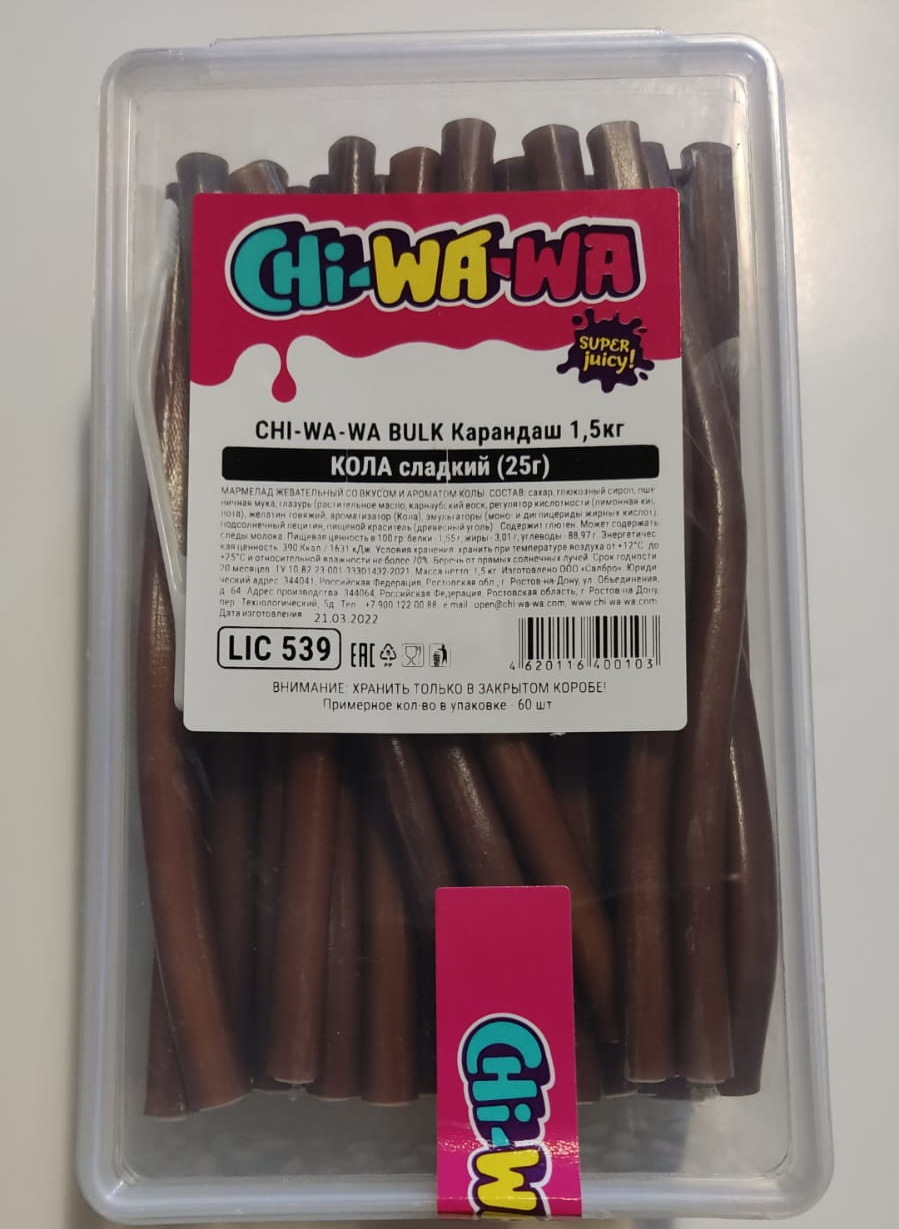 CHi-WA-WA
SUPER
juicy!
CHI-WA-WA BULK Карандаш 1,5кг
КОЛА сладкий (25г)
МАРМЕЛАД ЖЕВАТЕЛЬНЫЙ СО ВКУСОМ И АРОМАТОМ КОЛЫ. СОСТАВ: сахар, глюкозный сироп, пше
ничная мука, глазурь (растительное масло, карнаубский воск, регулятор кислотности (лимонная кис
лота), желатин говяжий, ароматизатор (Кола), эмульгаторы (моно- и диглицериды жирных кислот),
подсолнечный лецитин, пищевой краситель (древесный уголь). Содержит глютен. Может содержать
следы молока. Пищевая ценность в 100 гр: белки - 1,55 г, жиры - 3,01 г, углеводы - 88,97 г. Энергетичес
кая ценность: 390 Ккал / 1631 кДж. Условия хранения: хранить при температуре воздуха от +12°С до
+25°С и относительной влажности не более 70%. Беречь от прямых солнечных лучей. Срок годности:
20 месяцев. ТУ 10.82.23-001-33301432-2021. Масса нетто: 1,5 кг. Изготовлено ООО «Салбро». Юриди
ческий адрес: 344041, Российская Федерация, Ростовская обл., г. Ростов-на-Дону, ул. Объединения,
д. 64. Адрес производства: 344064, Российская Федерация, Ростовская область, г. Ростов на Дону,
пер. Технологический, 5д. Тел.: +7 900 122 00 88, e-mail: open@chi-wa-wa.com, www.chi-wa-wa.com
Дата изготовления 21.03.2022
LIC 539
EAC
PP
4 620116 400103
ВНИМАНИЕ: ХРАНИТЬ ТОЛЬКО В ЗАКРЫТОМ КОРОБЕ!
Примерное кол-во в упаковке - 60 шт
CHi-W